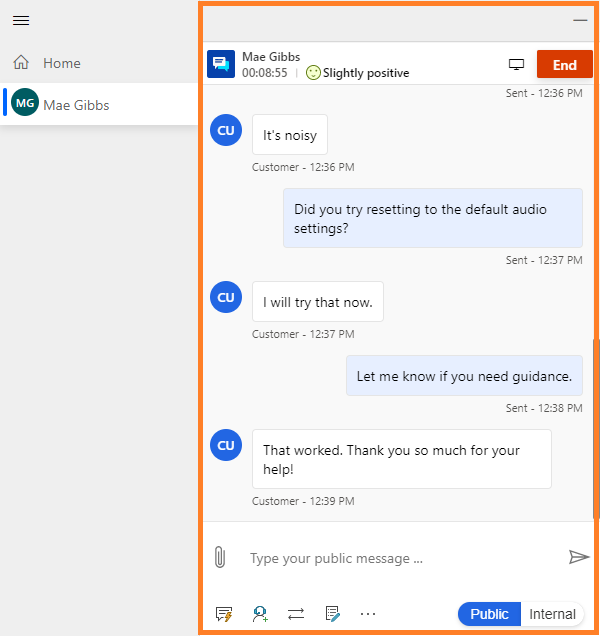 Home
MG
Mae Gibbs
Mae Gibbs
00:08:55 | Slightly positive
End
Sent - 12:36 PM
CU
It's noisy
Customer - 12:36 PM
Did you try resetting to the default audio
settings?
Sent - 12:37 PM
CU
I will try that now.
Customer - 12:37 PM
Let me know if you need guidance.
Sent - 12:38 PM
CU
That worked. Thank you so much for your
help!
Customer - 12:39 PM
Type your public message ...
Public Internal